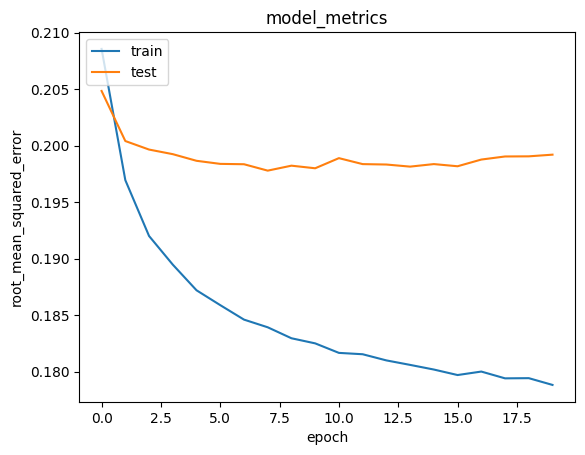 model_metrics
train
test
root_mean_squared_error
0.210
0.205
0.200
0.195
0.190
0.185
0.180
0.0 2.5 5.0 7.5 10.0 12.5 15.0 17.5
epoch